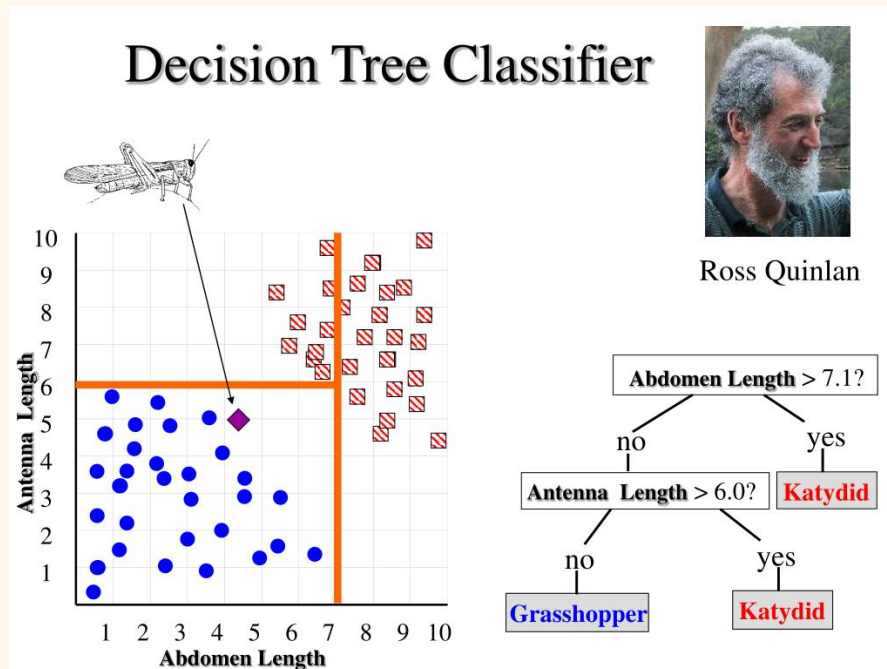 Decision Tree Classifier
Ross Quinlan
10
9
8
7
6
5
4
3
2
1
Antenna Length
1 2 3 4 5 6 7 8 9 10
Abdomen Length
Abdomen Length > 7.1?
no yes
Antenna Length > 6.0?
Katydid
no yes
Grasshopper
Katydid